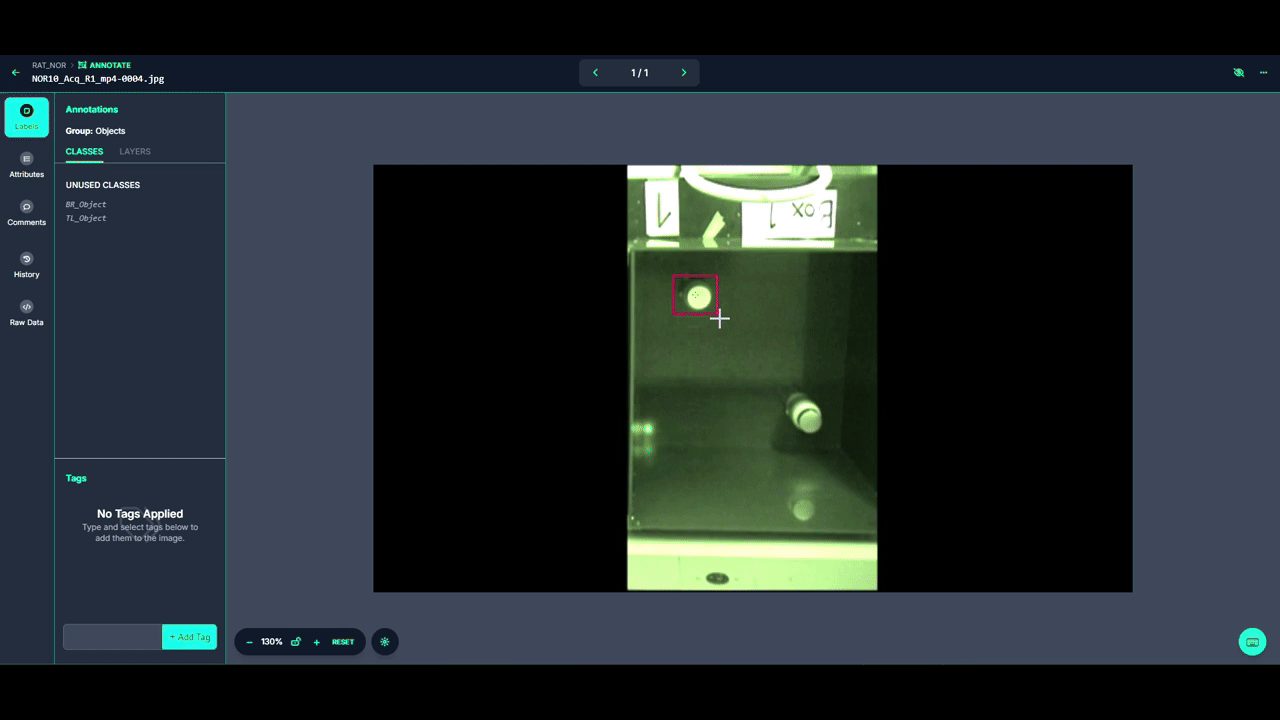 RAT_NOR > ANNOTATE
NOR10_Acq_R1_mp4-0004.jpg
1 / 1
Labels
Attributes
Comments
History
Raw Data
Annotations
Group: Objects
CLASSES LAYERS
UNUSED CLASSES
BR_Object
TL_Object
Tags
No Tags Applied
Type and select tags below to
add them to the image.
+ Add Tag
1
BOX 1
130%
RESET